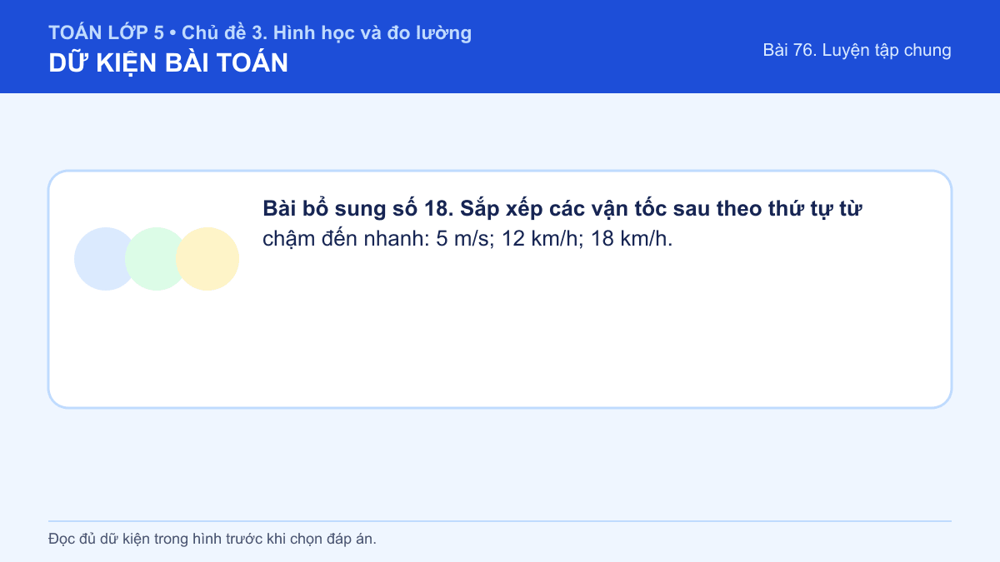 TOÁN LỚP 5 • Chủ đề 3. Hình học và đo lường
DỮ KIỆN BÀI TOÁN
Bài 76. Luyện tập chung
Bài bổ sung số 18. Sắp xếp các vận tốc sau theo thứ tự từ
chậm đến nhanh: 5 m/s; 12 km/h; 18 km/h.
Đọc đủ dữ kiện trong hình trước khi chọn đáp án.